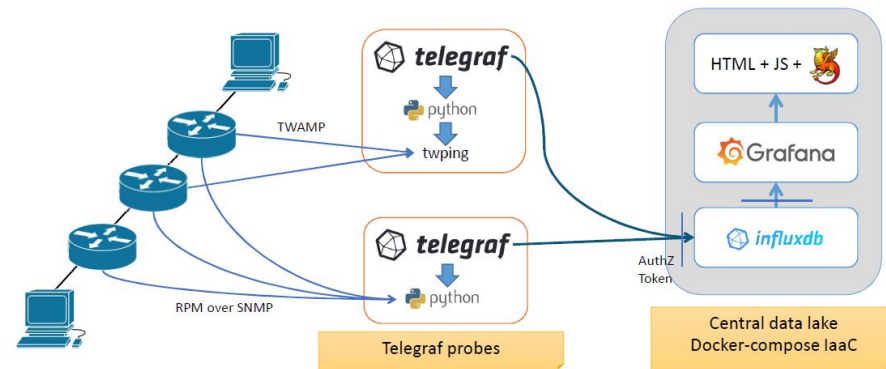 telegraf
python
twping
TWAMP
telegraf
python
RPM over SNMP
Telegraf probes
HTML + JS +
Grafana
influxdb
AuthZ
Token
Central data lake
Docker-compose IaaC